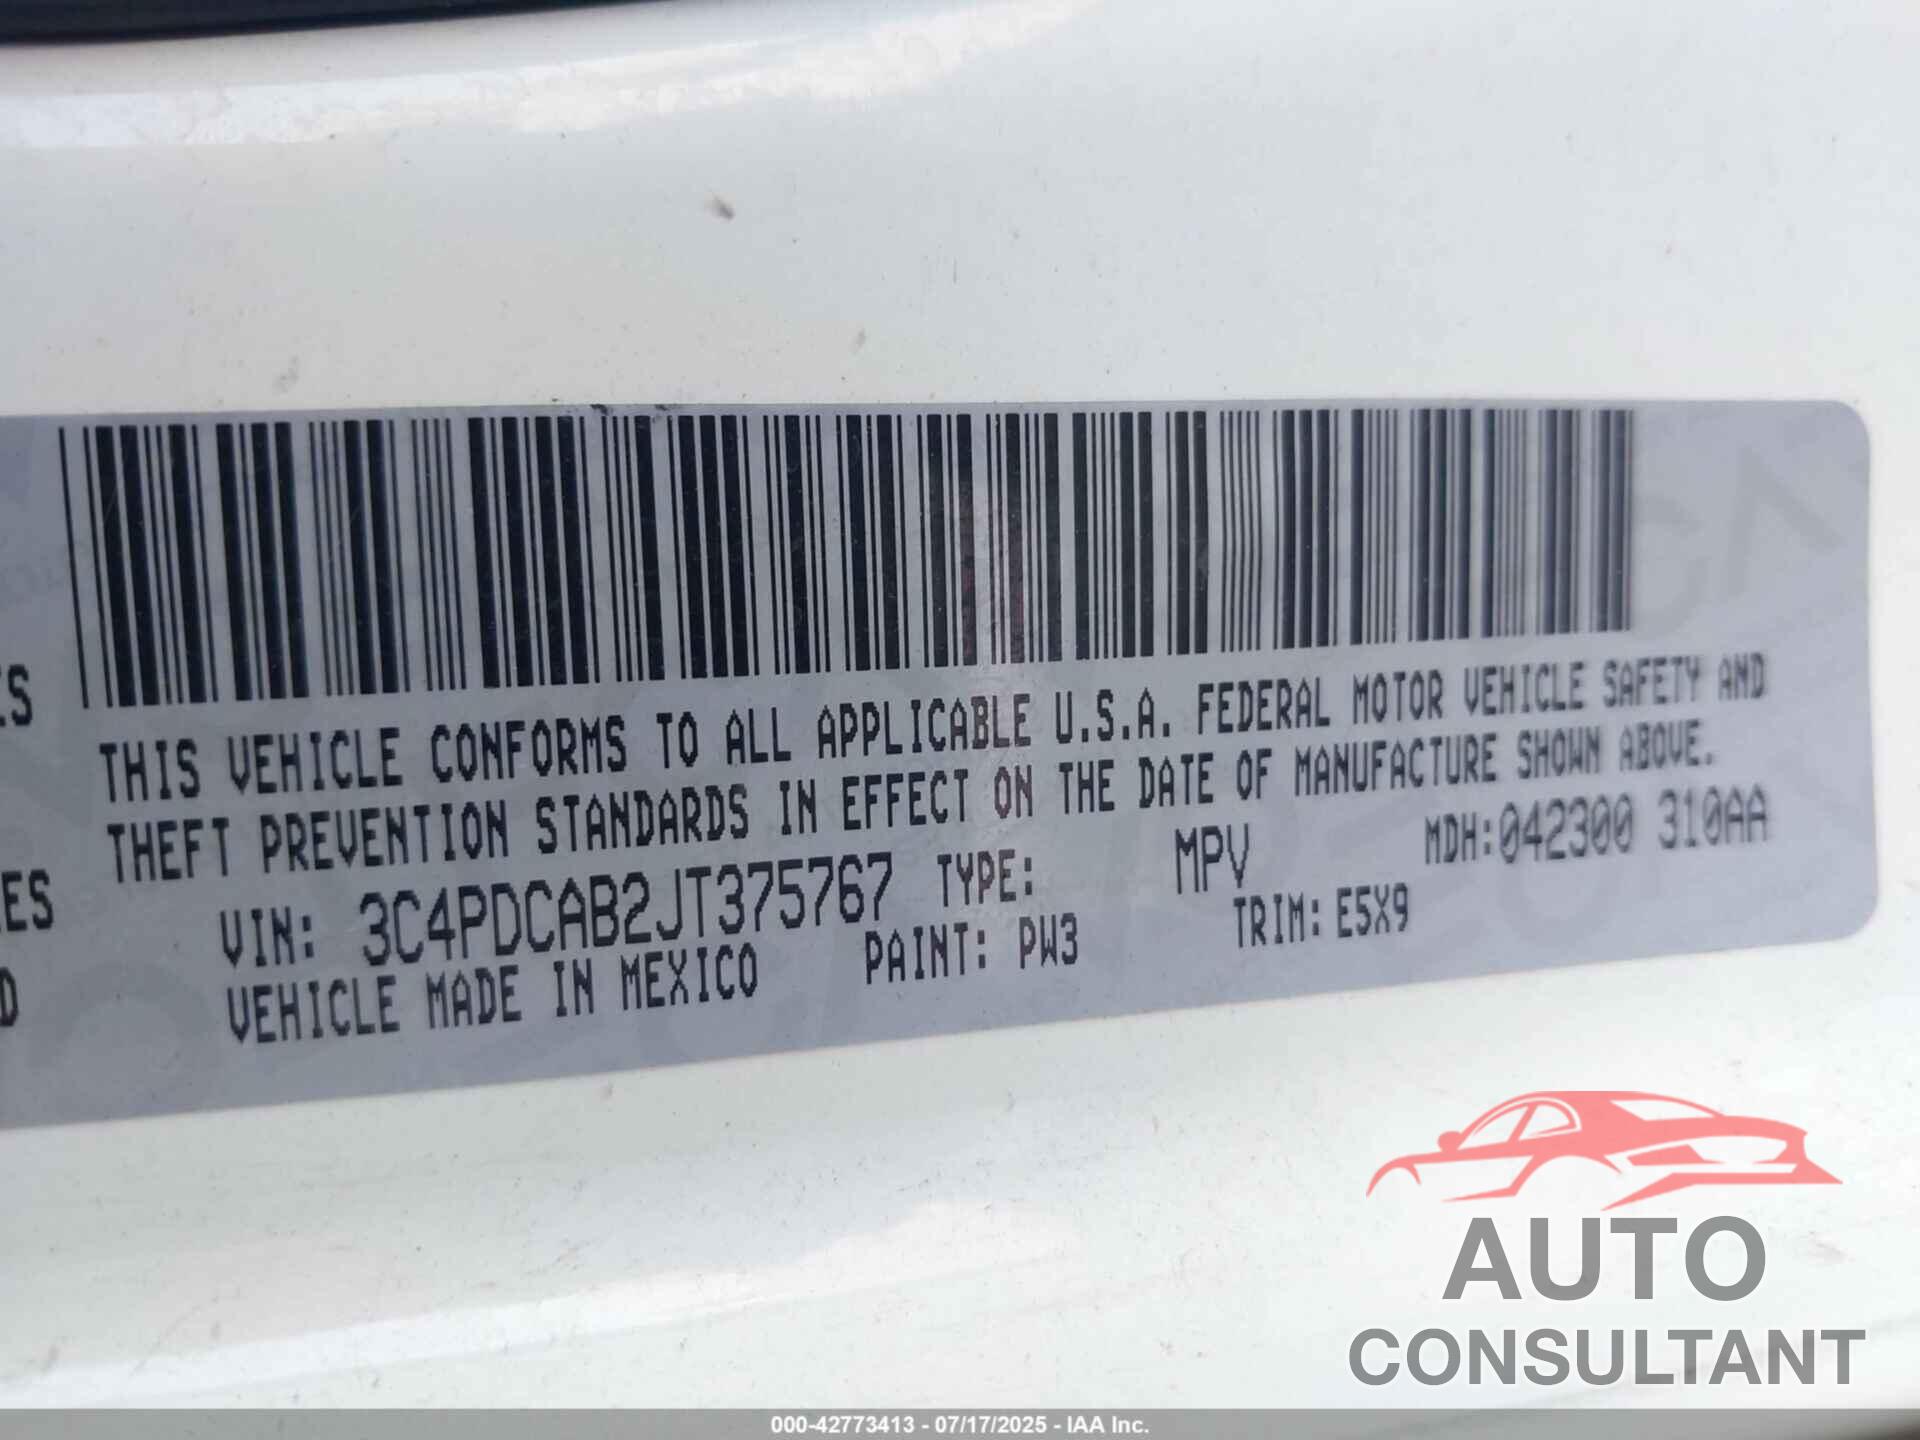 ES
THIS VEHICLE CONFORMS TO ALL APPLICABLE U.S.A. FEDERAL MOTOR VEHICLE SAFETY AND
THEFT PREVENTION STANDARDS IN EFFECT ON THE DATE OF MANUFACTURE SHOWN ABOVE.
ES
VIN: 3C4PDCAB2JT375767 TYPE: MPV MDH:042300 310AA
D
VEHICLE MADE IN MEXICO PAINT: PW3 TRIM: E5X9
AUTO
CONSULTANT
000-42773413 - 07/17/2025 - IAA Inc.